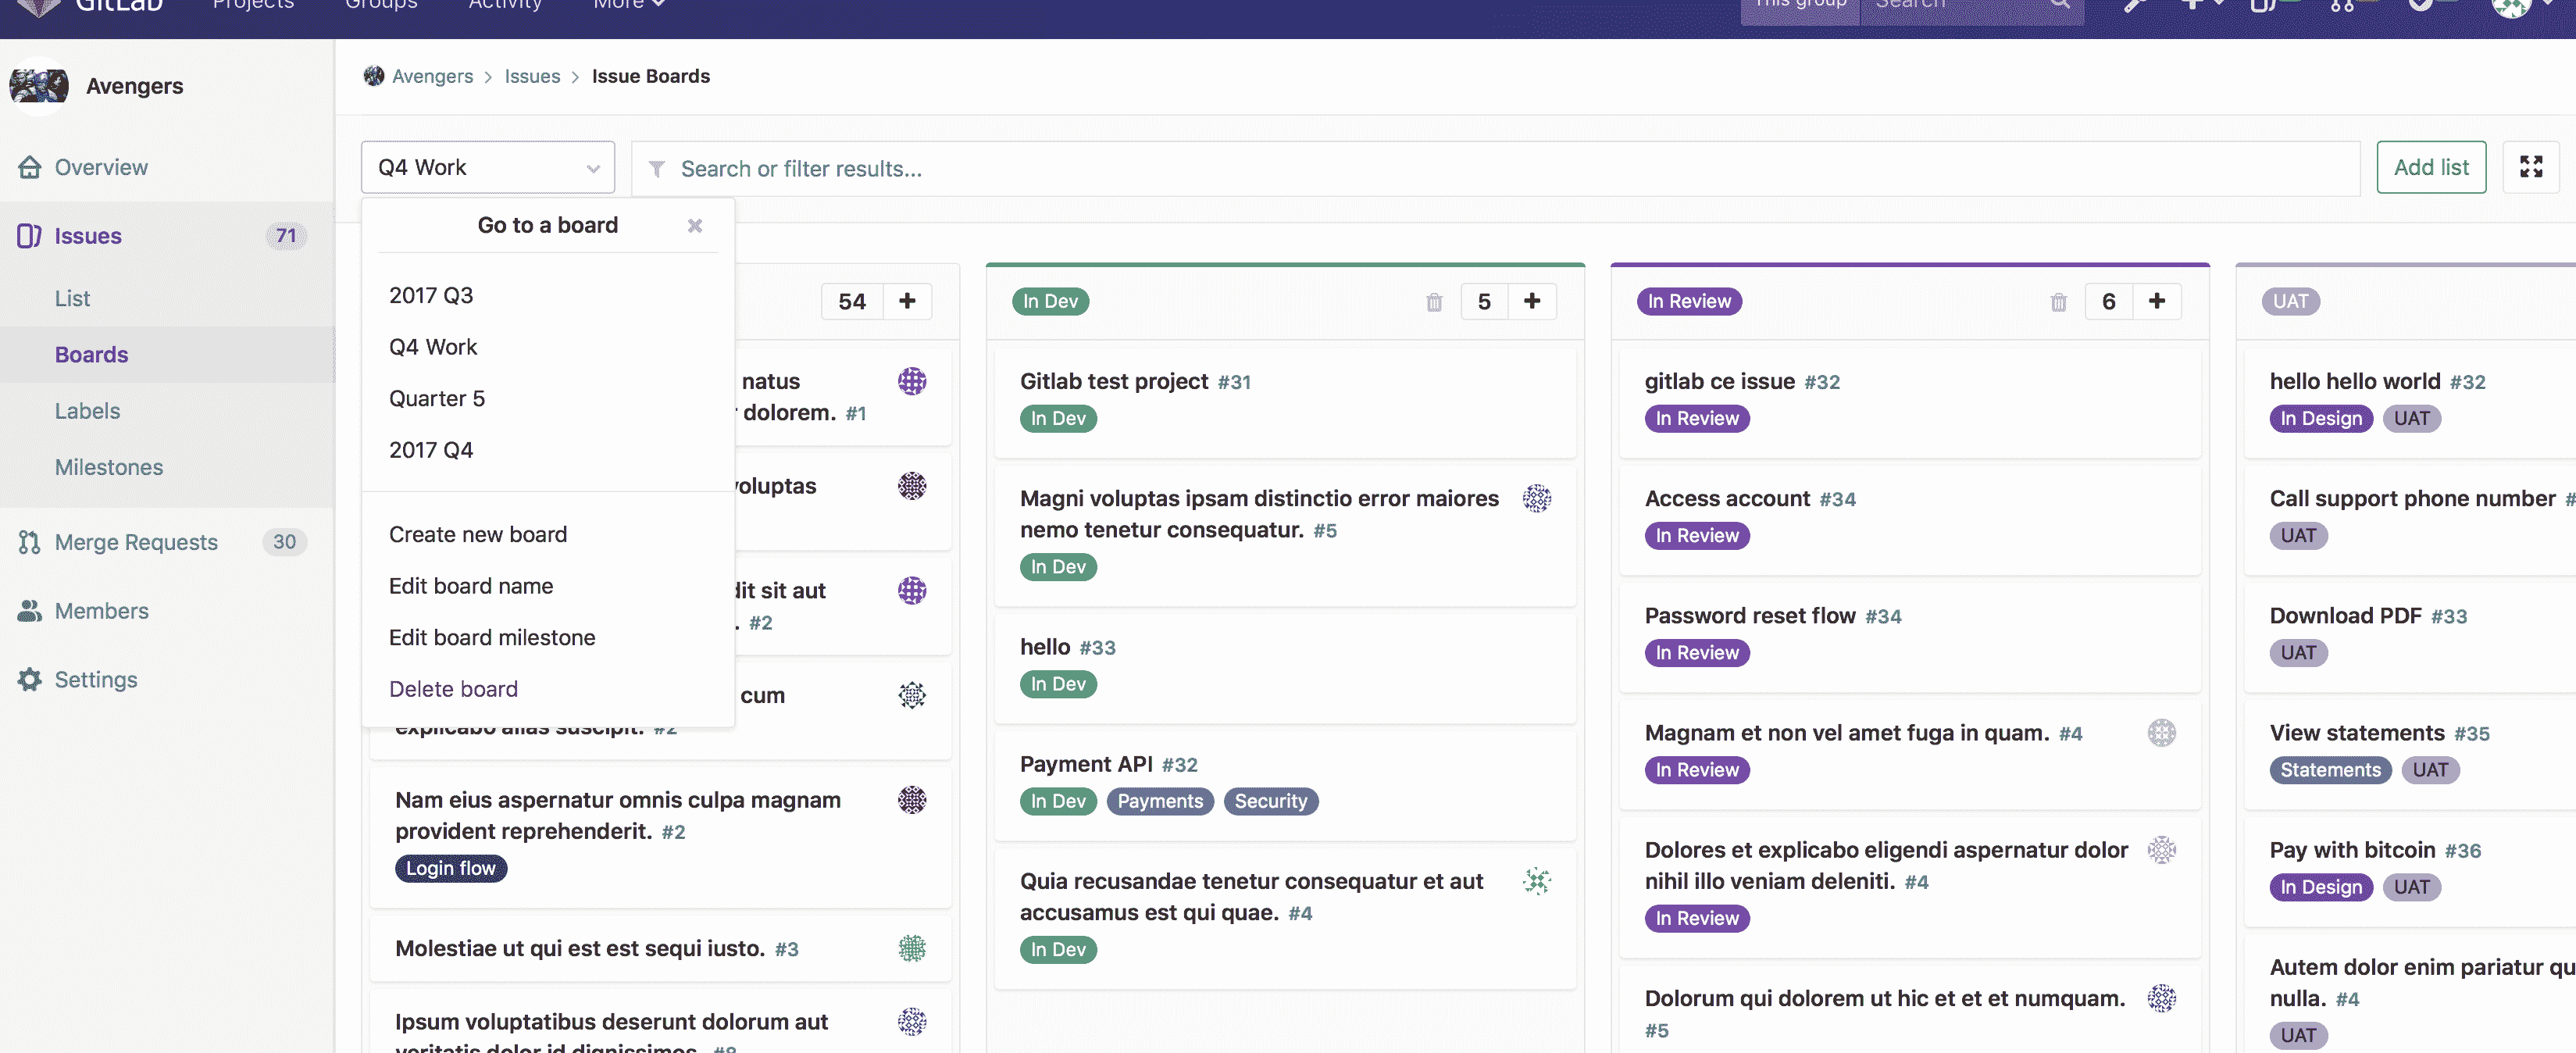 GitLab Projects Groups Activity More This group Search
Avengers
Overview
Issues 71
List
Boards
Labels
Milestones
Merge Requests 30
Members
Settings
Avengers > Issues > Issue Boards
Q4 Work
Search or filter results...
Add list
Go to a board
2017 Q3
Q4 Work
Quarter 5
2017 Q4
Create new board
Edit board name
Edit board milestone
Delete board
54 +
natus
dolorem. #1
voluptas
sit aut
. #2
cum
explicabo alias suscipit. #2
Nam eius aspernatur omnis culpa magnam
provident reprehenderit. #2
Login flow
Molestiae ut qui est est sequi iusto. #3
Ipsum voluptatibus deserunt dolorum aut
veritatis dolor id dignissimos. #8
In Dev 5 +
Gitlab test project #31
In Dev
Magni voluptas ipsam distinctio error maiores
nemo tenetur consequatur. #5
In Dev
hello #33
In Dev
Payment API #32
In Dev Payments Security
Quia recusandae tenetur consequatur et aut
accusamus est qui quae. #4
In Dev
In Review 6 +
gitlab ce issue #32
In Review
Access account #34
In Review
Password reset flow #34
In Review
Magnam et non vel amet fuga in quam. #4
In Review
Dolores et explicabo eligendi aspernatur dolor
nihil illo veniam deleniti. #4
In Review
Dolorum qui dolorem ut hic et et et numquam.
#5
UAT
hello hello world #32
In Design UAT
Call support phone number #
UAT
Download PDF #33
UAT
View statements #35
Statements UAT
Pay with bitcoin #36
In Design UAT
Autem dolor enim pariatur qu
nulla. #4
UAT